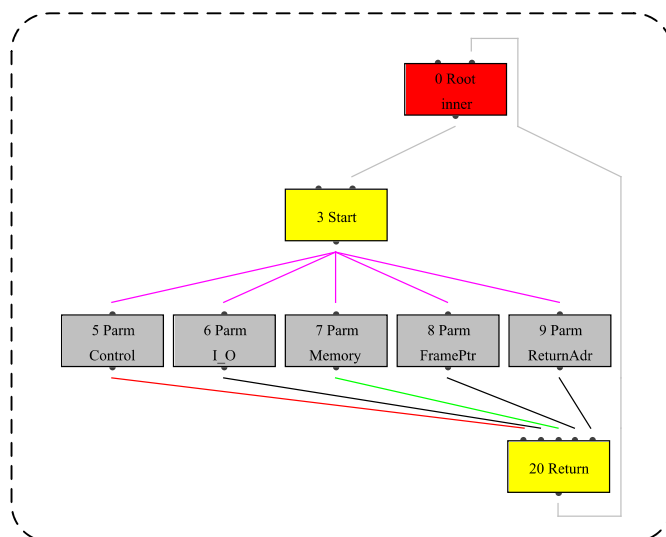 0 Root
inner
3 Start
5 Parm
Control
6 Parm
I_O
7 Parm
Memory
8 Parm
FramePtr
9 Parm
ReturnAdr
20 Return